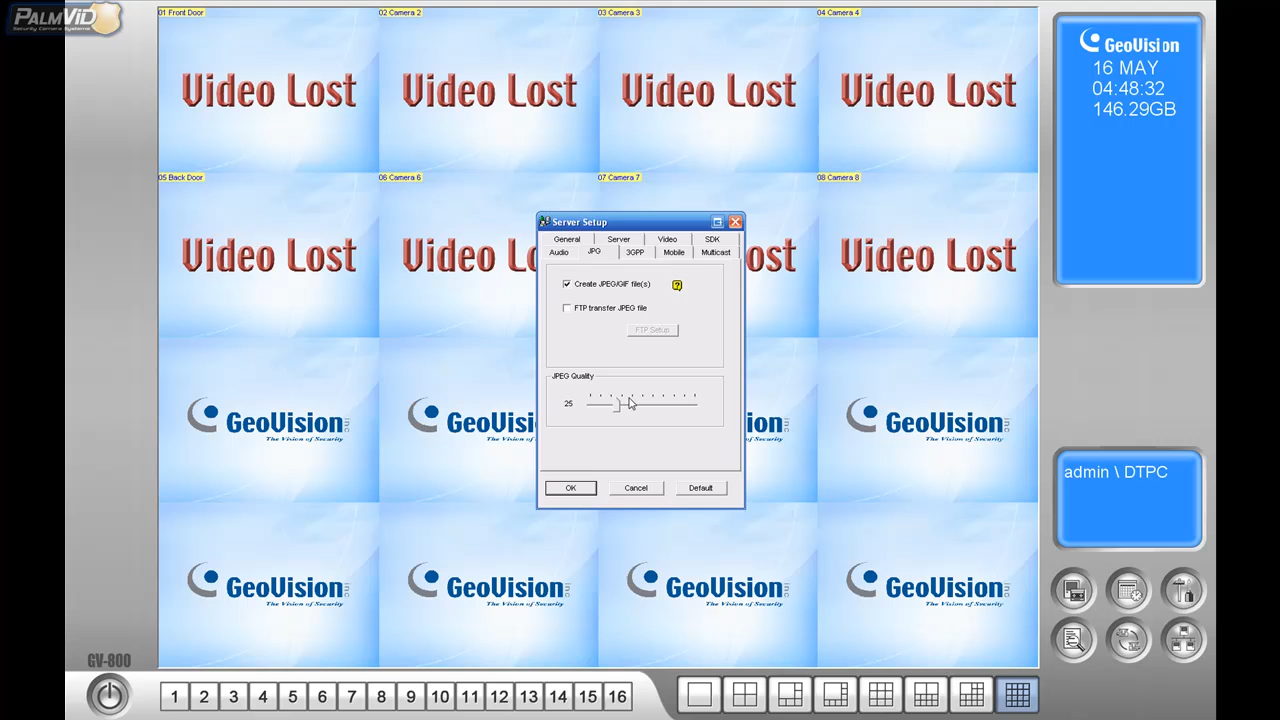 PALMVID
Security Camera Systems
01 Front Door
02 Camera 2
03 Camera 3
04 Camera 4
Video Lost
Video Lost
Video Lost
Video Lost
GeoVision
16 MAY
04:48:32
146.29GB
05 Back Door
06 Camera 6
07 Camera 7
08 Camera 8
Video Lost
Video Lost
Server Setup
General
Server
Video
SDK
Audio
JPG
3GPP
Mobile
Multicast
Create JPEG/GIF file(s)
?
FTP transfer JPEG file
FTP Setup
JPEG Quality
25
OK
Cancel
Default
Video Lost
GeoVision
The Vision of Security
GeoVision inc
The Vision of Security
GeoVision inc
The Vision of Security
GeoVision inc
The Vision of Security
GeoVision inc
The Vision of Security
GeoVision inc
The Vision of Security
admin \ DTPC
GV-800
1 2 3 4 5 6 7 8 9 10 11 12 13 14 15 16